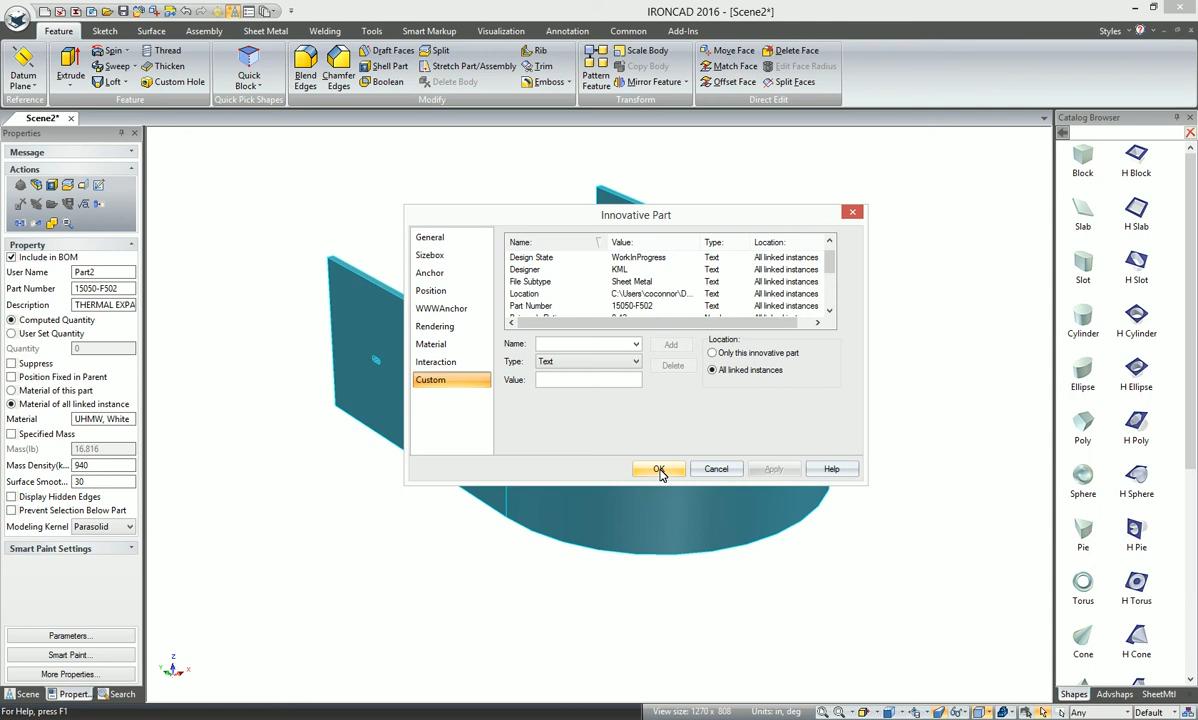 IRONCAD 2016 - [Scene2*]
Feature Sketch Surface Assembly Sheet Metal Welding Tools Smart Markup Visualization Annotation Common Add-Ins Styles
Datum Plane Extrude Spin Sweep Loft Thread Thicken Custom Hole Quick Block Blend Edges Chamfer Edges Draft Faces Shell Part Boolean Split Stretch Part/Assembly Delete Body Rib Trim Emboss Pattern Feature Scale Body Copy Body Mirror Feature Move Face Match Face Offset Face Delete Face Edit Face Radius Split Faces
Reference Feature Quick Pick Shapes Modify Transform Direct Edit
Scene2*
Properties
Message
Actions
Property
Include in BOM
User Name Part2
Part Number 15050-F502
Description THERMAL EXPA
Computed Quantity
User Set Quantity
Quantity 0
Suppress
Position Fixed in Parent
Material of this part
Material of all linked instance
Material UHMW, White
Specified Mass
Mass(lb) 16.816
Mass Density(k... 940
Surface Smoot... 30
Display Hidden Edges
Prevent Selection Below Part
Modeling Kernel Parasolid
Smart Paint Settings
Parameters...
Smart Paint...
More Properties...
Scene Propert... Search
For Help, press F1
Innovative Part
General
Sizebox
Anchor
Position
WWWAnchor
Rendering
Material
Interaction
Custom
Name: Value: Type: Location:
Design State WorkInProgress Text All linked instances
Designer KML Text All linked instances
File Subtype Sheet Metal Text All linked instances
Location C:\Users\coconnor\D... Text All linked instances
Part Number 15050-F502 Text All linked instances
Name: Add
Type: Text Delete
Value:
Location:
Only this innovative part
All linked instances
OK Cancel Apply Help
Z
Y X
Catalog Browser
Block H Block
Slab H Slab
Slot H Slot
Cylinder H Cylinder
Ellipse H Ellipse
Poly H Poly
Sphere H Sphere
Pie H Pie
Torus H Torus
Cone H Cone
Shapes Advshaps SheetMtl
View size: 1270 x 808 Units: in, deg Any Default